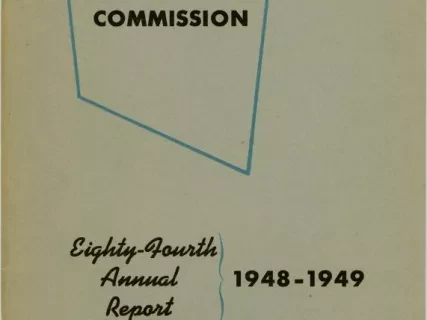 COMMISSION
Eighty-Fourth
Annual
Report
1948-1949